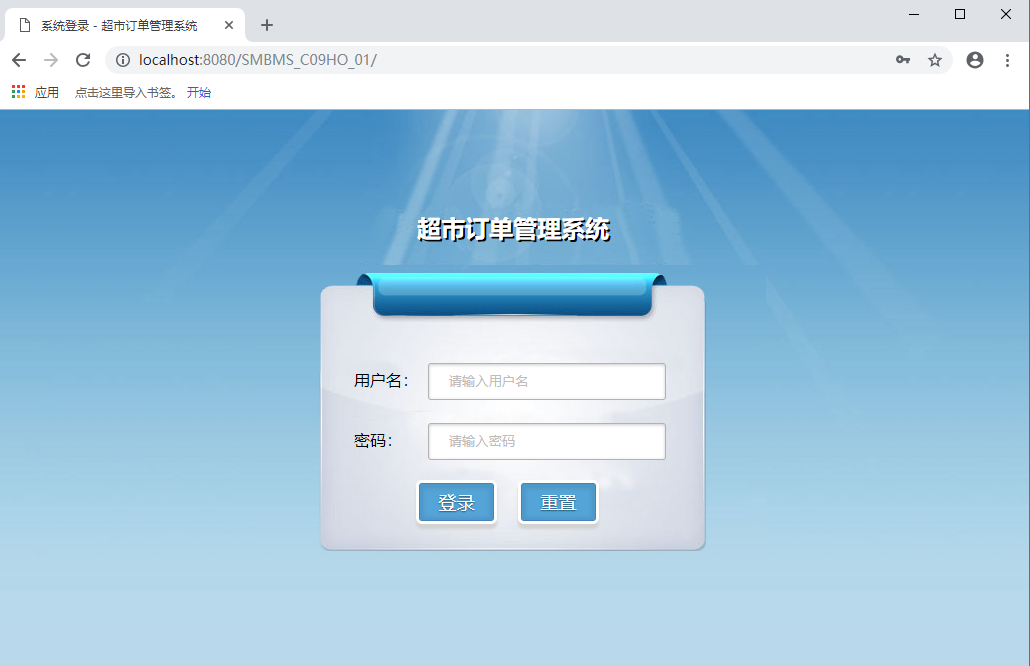 系统登录 - 超市订单管理系统
localhost:8080/SMBMS_C09HO_01/
应用 点击这里导入书签。 开始
超市订单管理系统
用户名： 请输入用户名
密码： 请输入密码
登录 重置